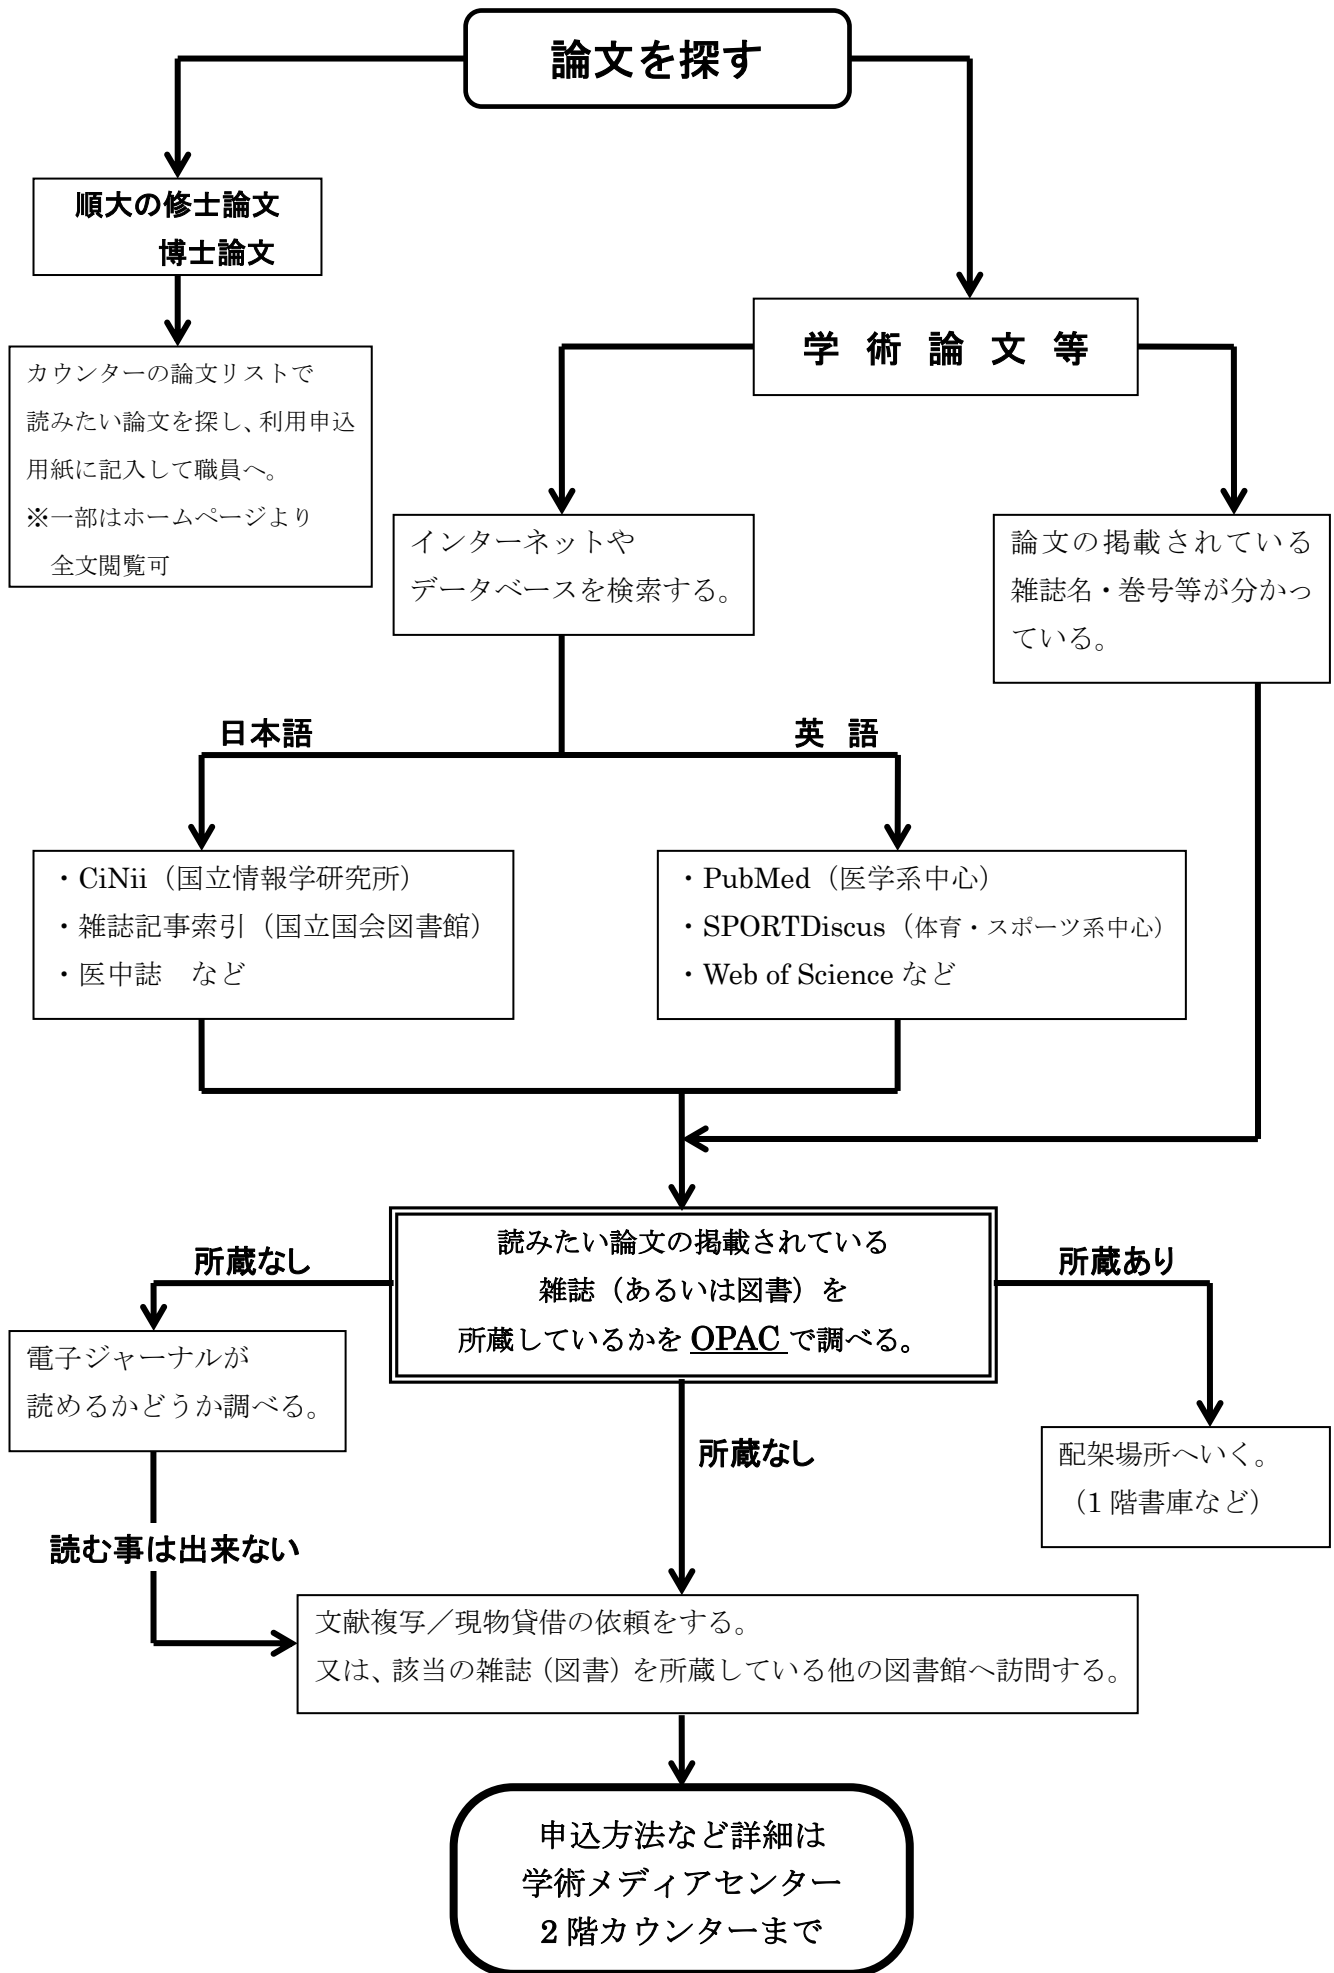 論文を探す
順大の修士論文
博士論文
カウンターの論文リストで
読みたい論文を探し、利用申込
用紙に記入して職員へ。
※一部はホームページより
全文閲覧可
学 術 論 文 等
インターネットや
データベースを検索する。
論文の掲載されている
雑誌名・巻号等が分かっ
ている。
日本語
英 語
・CiNii（国立情報学研究所）
・雑誌記事索引（国立国会図書館）
・医中誌 など
・PubMed（医学系中心）
・SPORTDiscus（体育・スポーツ系中心）
・Web of Science など
読みたい論文の掲載されている
雑誌（あるいは図書）を
所蔵しているかを OPAC で調べる。
所蔵なし
所蔵あり
電子ジャーナルが
読めるかどうか調べる。
所蔵なし
配架場所へいく。
（1 階書庫など）
読む事は出来ない
文献複写／現物貸借の依頼をする。
又は、該当の雑誌（図書）を所蔵している他の図書館へ訪問する。
申込方法など詳細は
学術メディアセンター
2 階カウンターまで